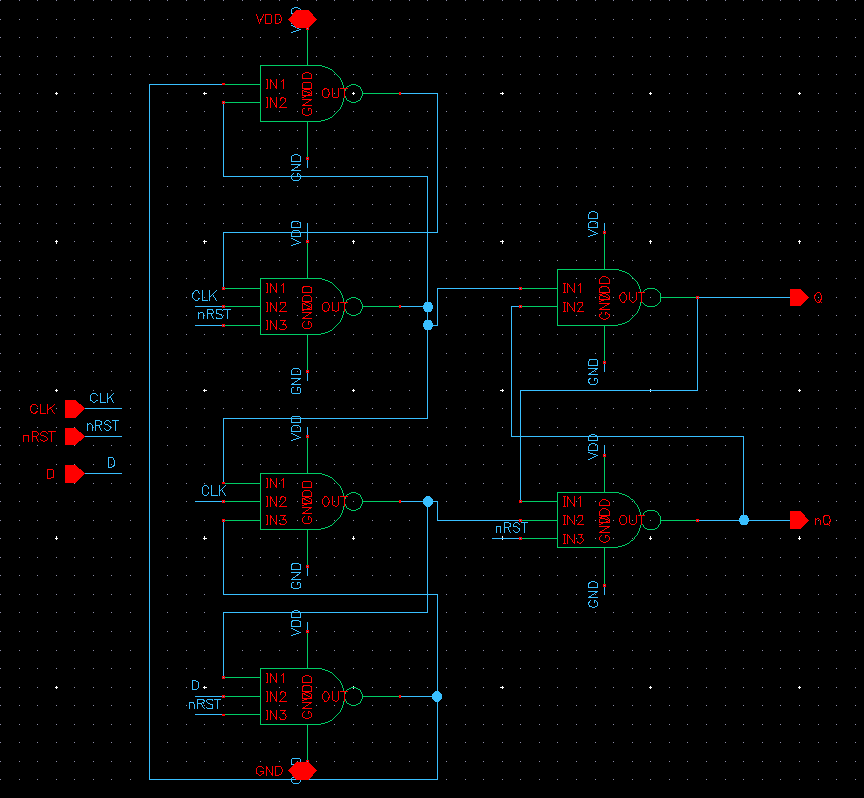 VDD
VDD
IN1
IN2
VDD
GND
OUT
GND
VDD
CLK
nRST
IN1
IN2
IN3
VDD
GND
OUT
GND
VDD
IN1
IN2
VDD
GND
OUT
Q
GND
CLK
CLK
nRST
nRST
D
D
VDD
CLK
IN1
IN2
IN3
VDD
GND
OUT
GND
VDD
nRST
IN1
IN2
IN3
VDD
GND
OUT
nQ
GND
VDD
D
nRST
IN1
IN2
IN3
VDD
GND
OUT
GND